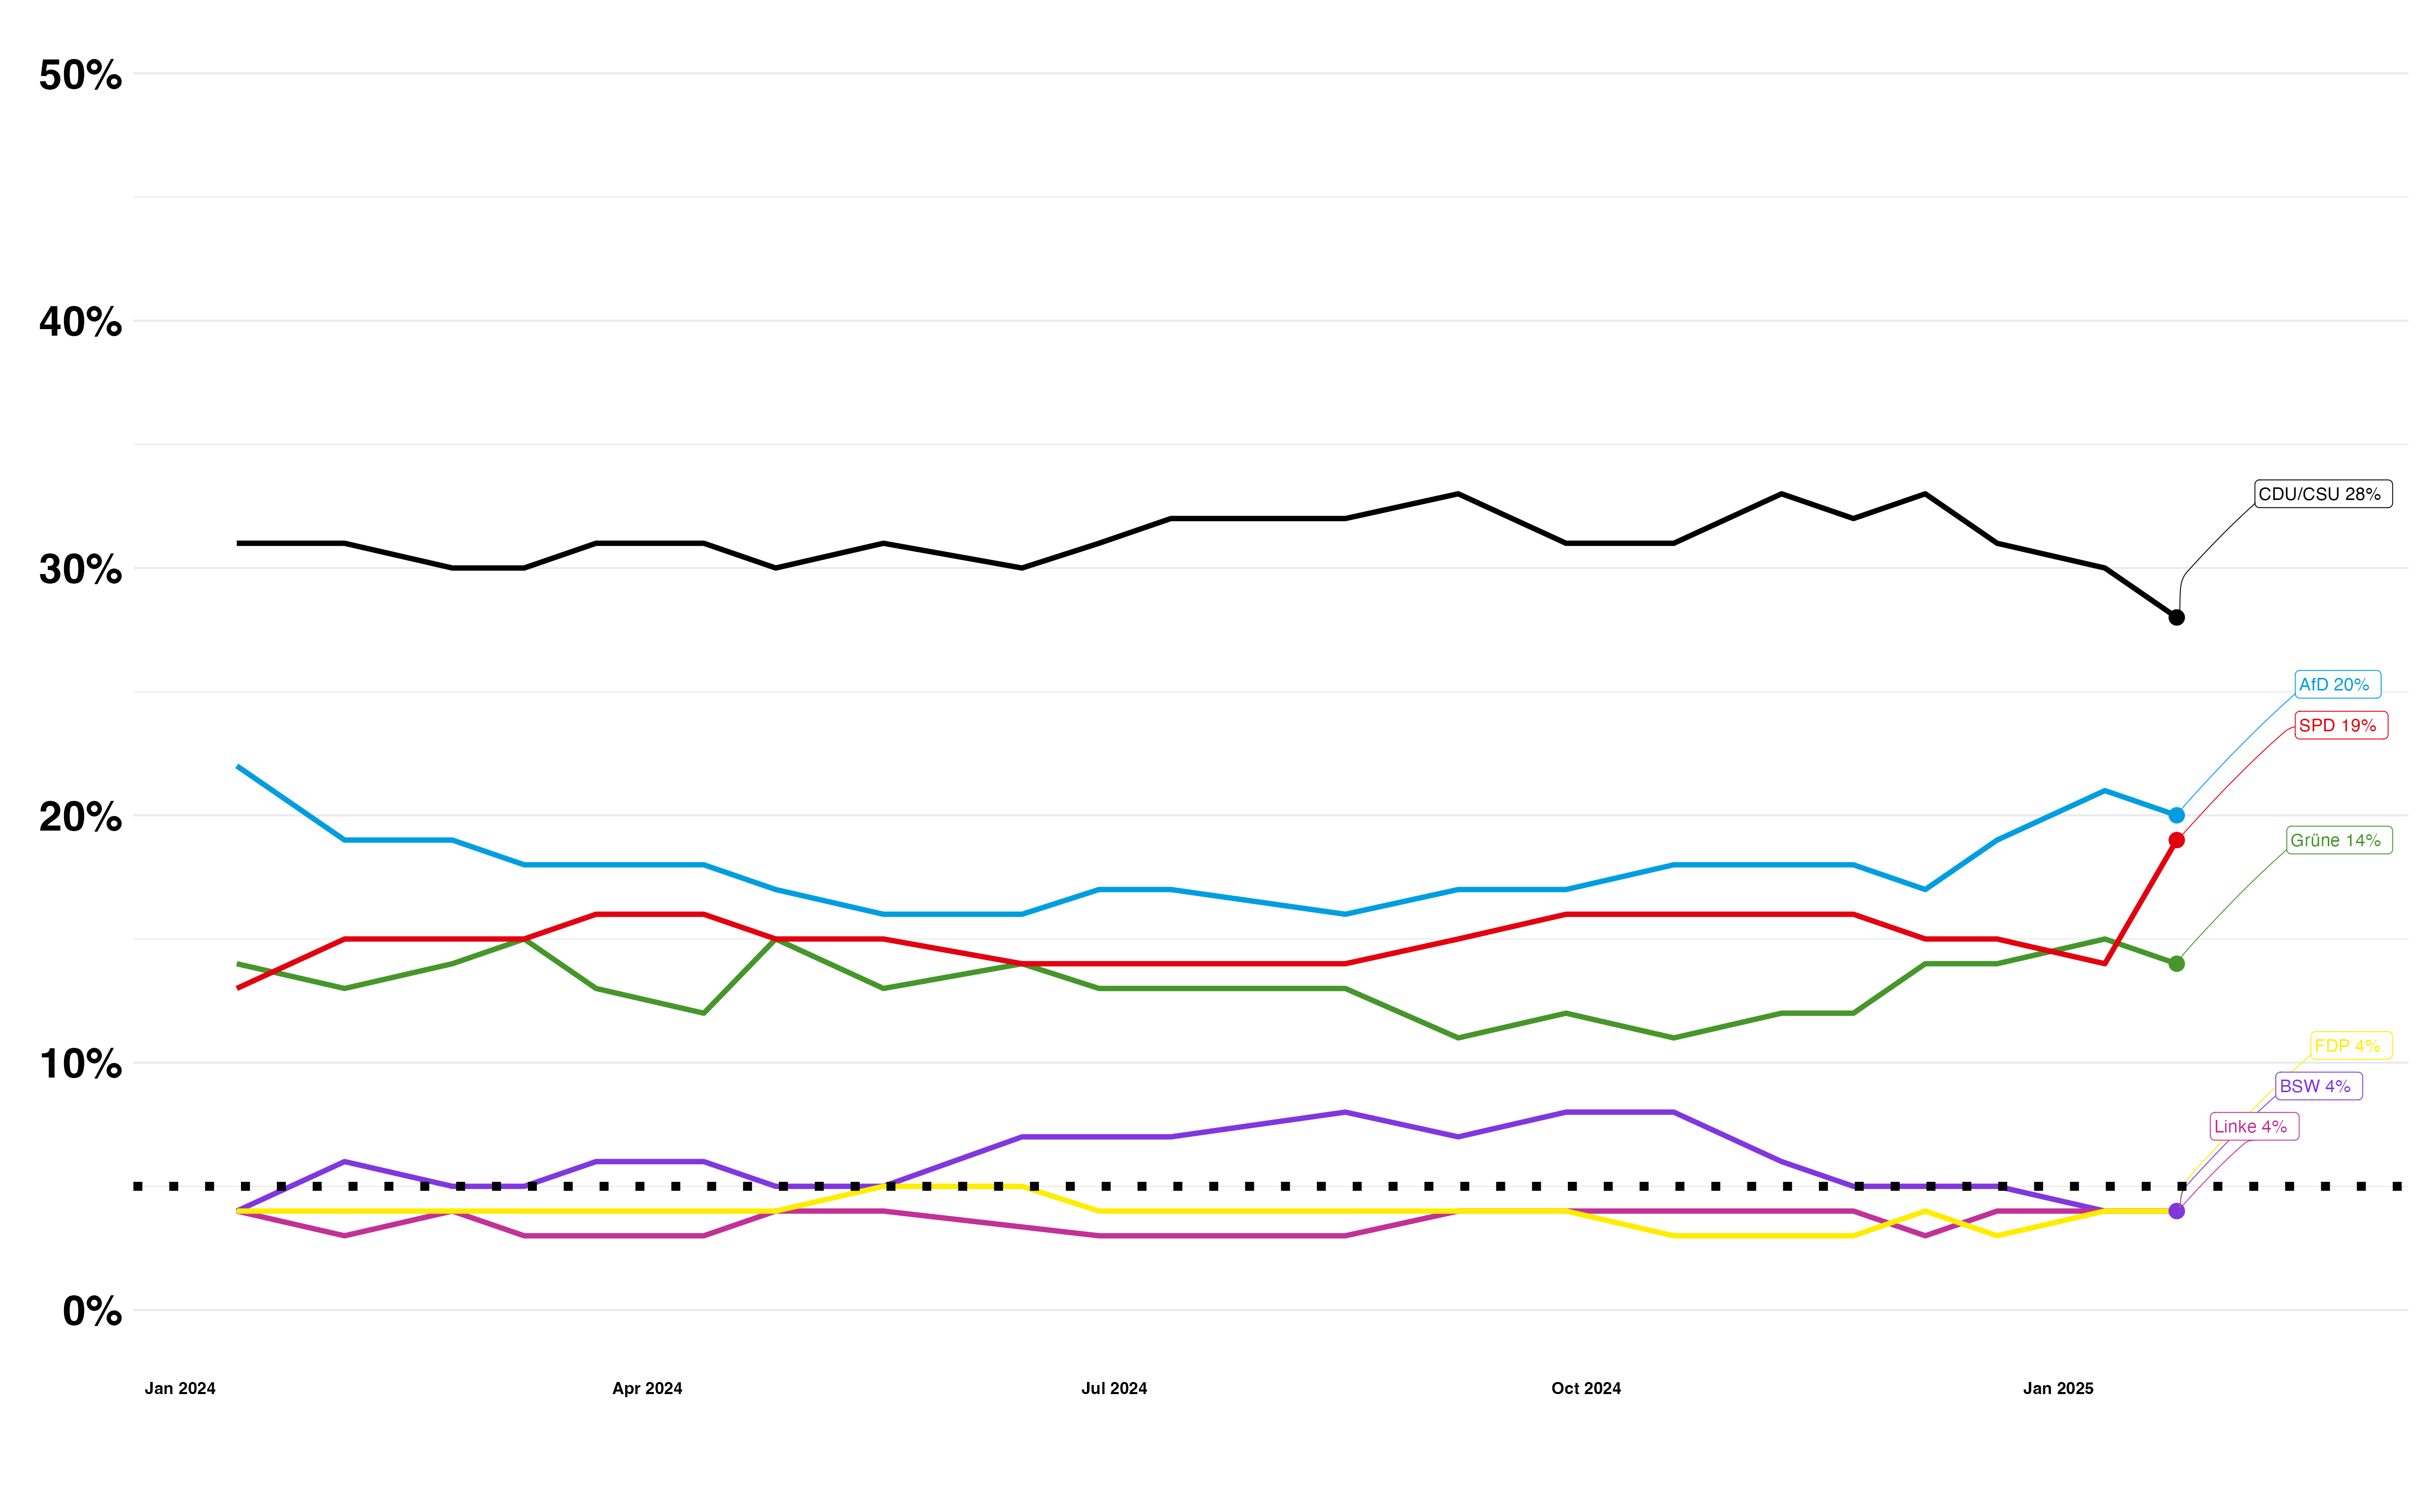 50%
40%
30%
20%
10%
0%
CDU/CSU 28%
AfD 20%
SPD 19%
Grüne 14%
FDP 4%
BSW 4%
Linke 4%
Jan 2024
Apr 2024
Jul 2024
Oct 2024
Jan 2025